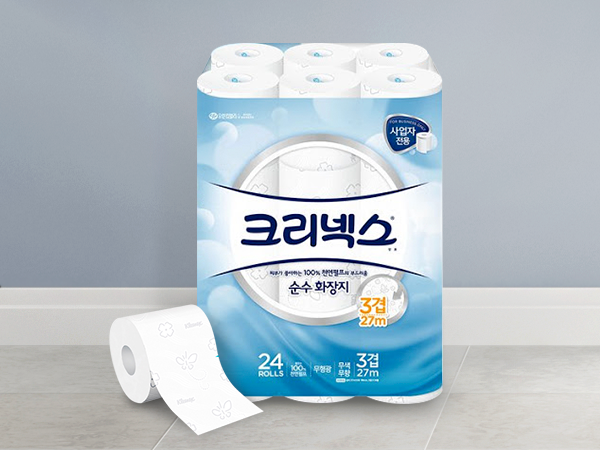 FOR BUSINESS ONLY
사업자
전용
크리넥스
피부가 좋아하는 100% 천연펄프의 부드러움
순수 화장지
3겹
27m
24
ROLLS
100%
천연펄프
무형광
무색
무향
3겹
27m